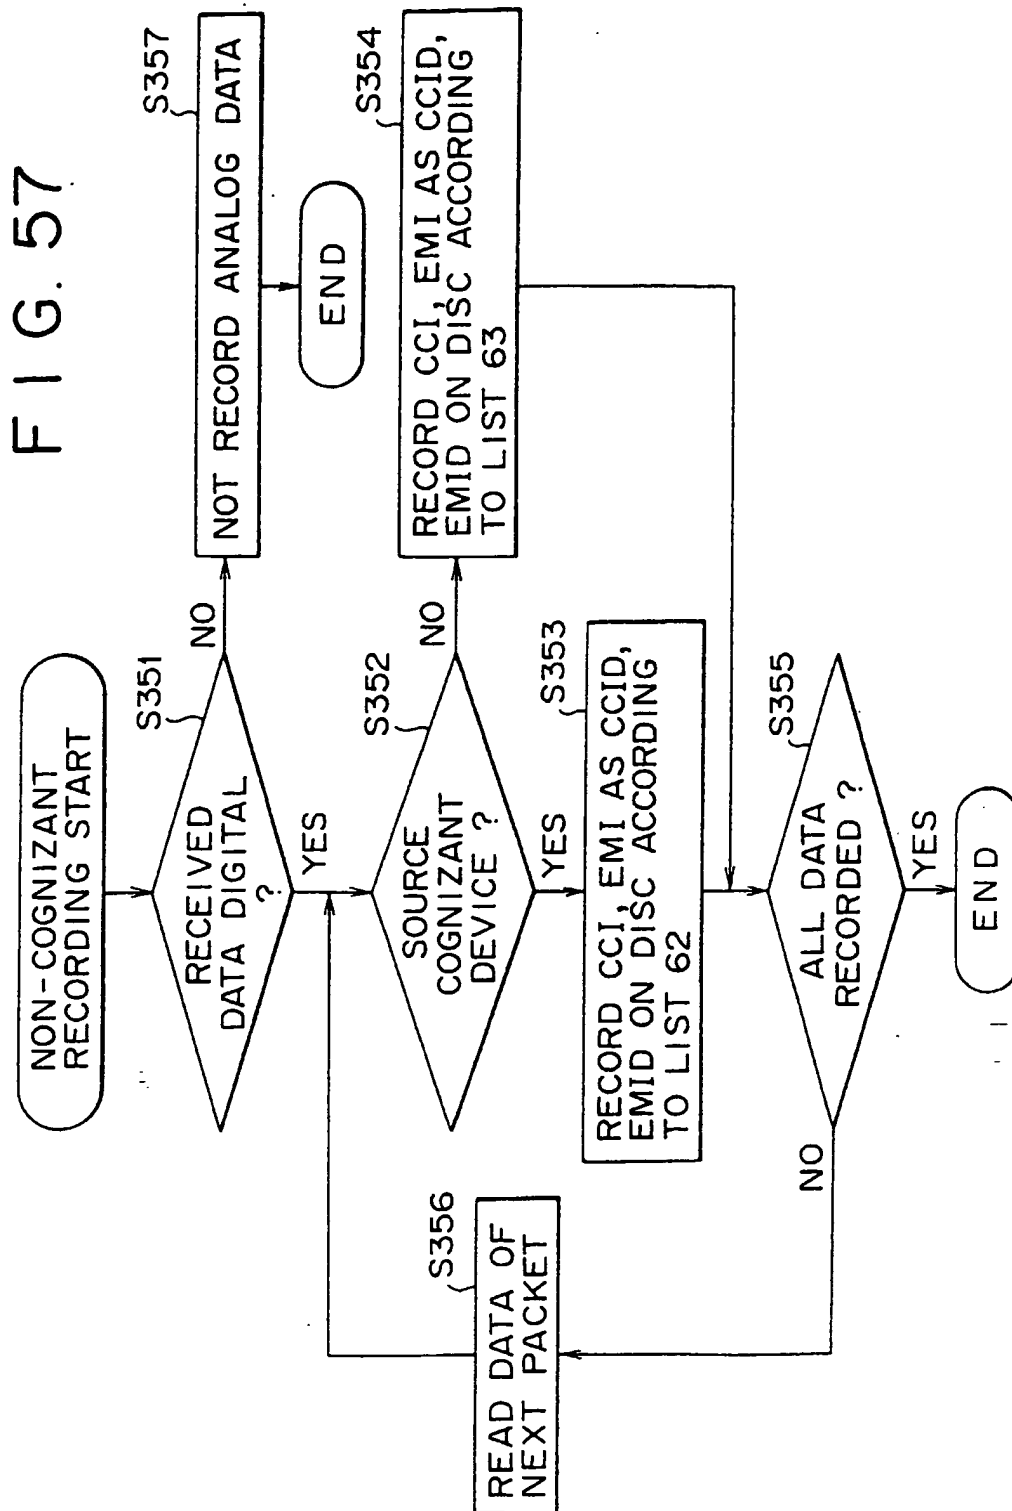 FIG. 57
NON-COGNIZANT
RECORDING START
S351
RECEIVED
DATA DIGITAL
?
NO
YES
S357
NOT RECORD ANALOG DATA
END
S352
SOURCE
COGNIZANT
DEVICE ?
NO
YES
S354
RECORD CCI, EMI AS CCID,
EMID ON DISC ACCORDING
TO LIST 63
S353
RECORD CCI, EMI AS CCID,
EMID ON DISC ACCORDING
TO LIST 62
S355
ALL DATA
RECORDED ?
NO
YES
S356
READ DATA OF
NEXT PACKET
END